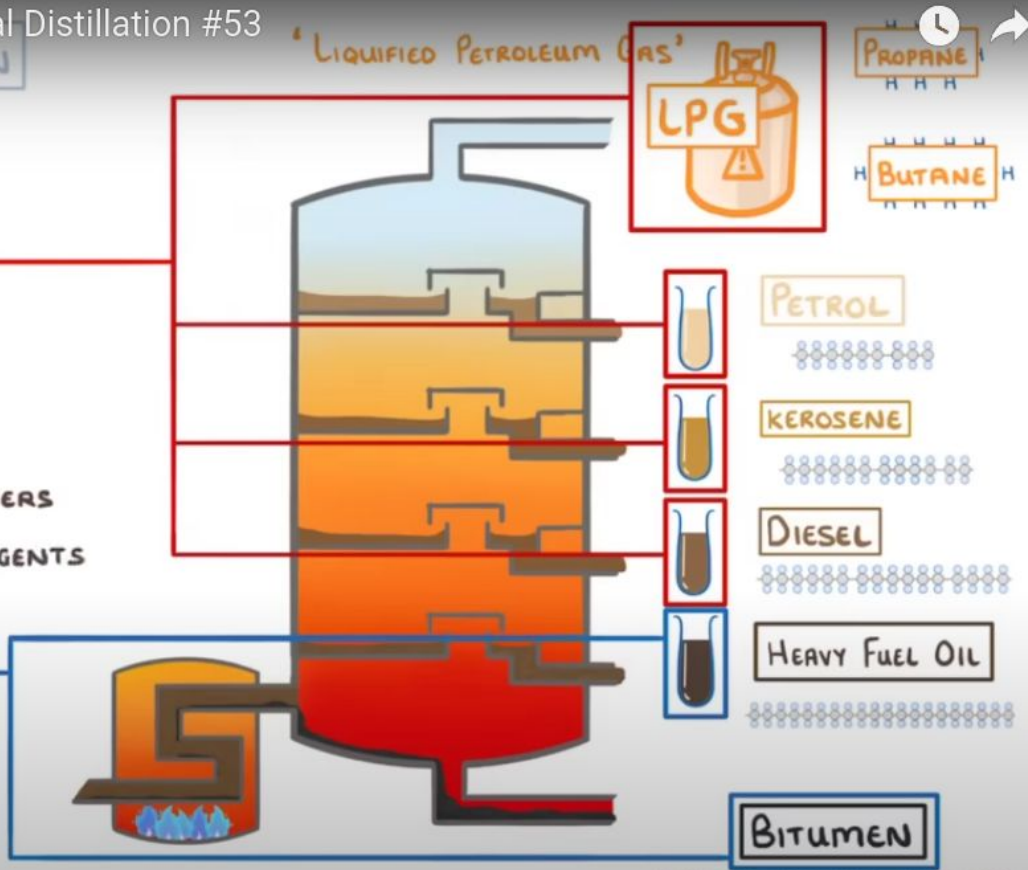 al Distillation #53
'LIQUIFIED PETROLEUM GAS'
LPG
PROPANE
H H H
H BUTANE H
PETROL
KEROSENE
DIESEL
HEAVY FUEL OIL
BITUMEN
ERS
GENTS
N